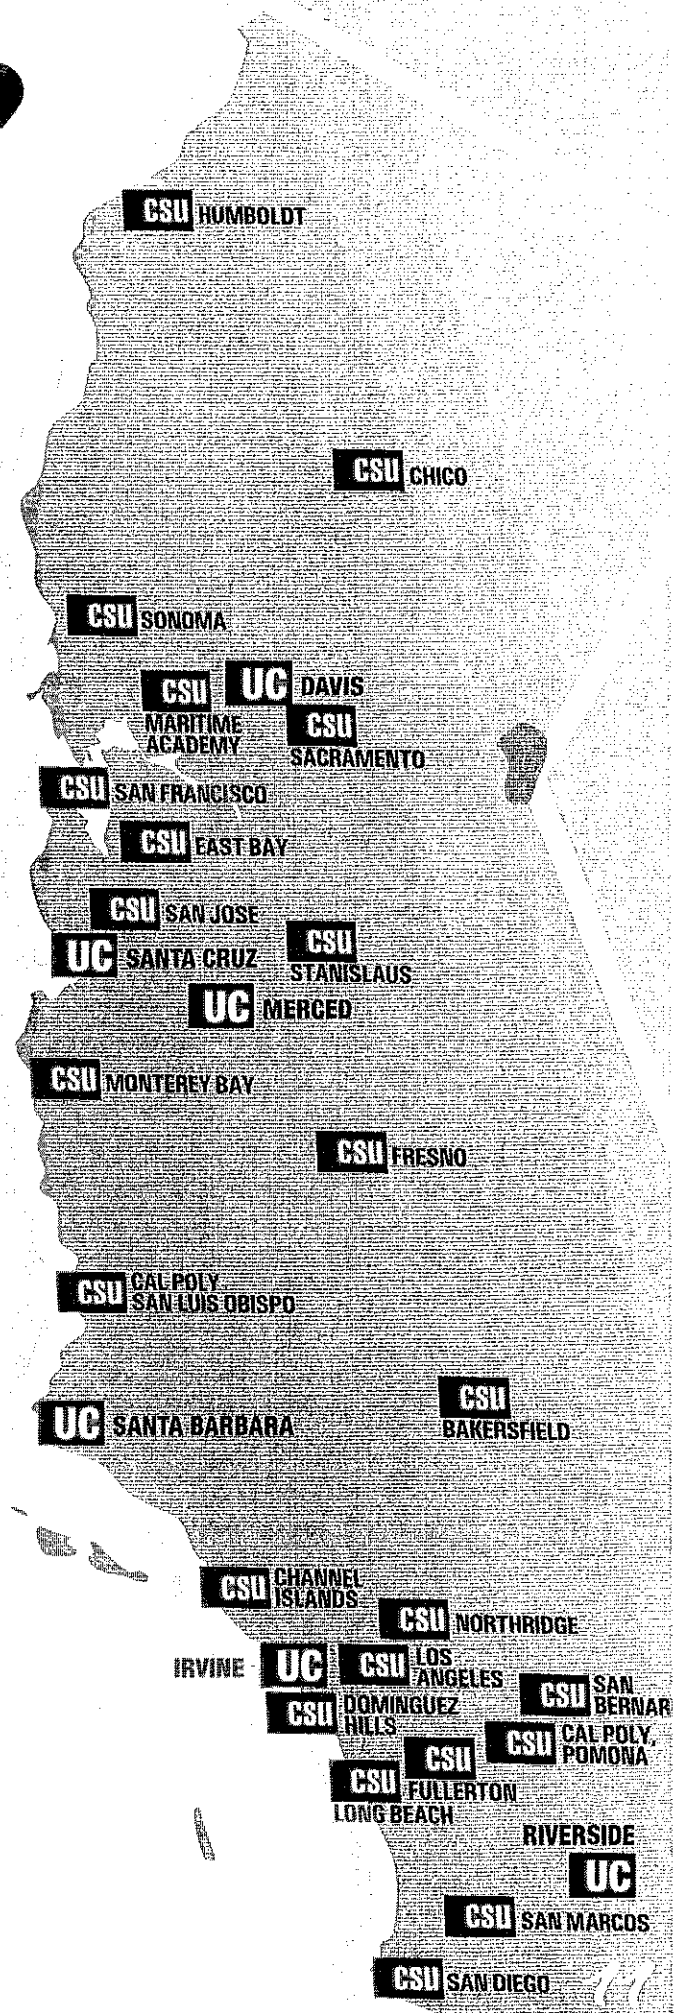 CSU HUMBOLDT
CSU CHICO
CSU SONOMA
CSU
MARITIME
ACADEMY
UC DAVIS
CSU
SACRAMENTO
CSU SAN FRANCISCO
CSU EAST BAY
CSU SAN JOSE
UC SANTA CRUZ
CSU
STANISLAUS
UC MERCED
CSU MONTEREY BAY
CSU FRESNO
CSU CAL POLY,
SAN LUIS OBISPO
UC SANTA BARBARA
CSU
BAKERSFIELD
CSU CHANNEL
ISLANDS
CSU NORTHRIDGE
IRVINE UC
CSU LOS
ANGELES
CSU SAN
BERNAR
CSU DOMINGUEZ
HILLS
CSU CAL POLY,
POMONA
CSU
FULLERTON
CSU
LONG BEACH
RIVERSIDE
UC
CSU SAN MARCOS
CSU SAN DIEGO